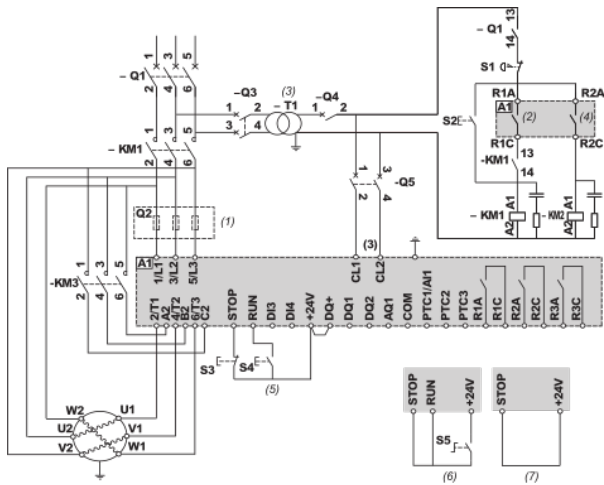 1 3 5
– Q1
2 4 6
1 3 5
– KM1
2 4 6
– Q3
1 2
3 4
(3)
– T1
– Q4
1 2
13
– Q1
14
S1
R1A R2A
A1
(2) (4)
S2
R1C R2C
-KM1
13
14
A1 A1
– KM1 – KM2
A2 A2
1 3
-Q5
2 4
(3)
Q2
(1)
A1
1/L1 3/L2 5/L3
CL1 CL2
1 3 5
-KM3
2 4 6
2/T1 A2 4/T2 B2 6/T3 C2
STOP RUN DI3 DI4 +24V DQ+ DQ1 DQ2 AQ1 COM PTC1/AI1 PTC2 PTC3 R1A R1C R2A R2C R3A R3C
S3 S4
(5)
W2 U1
U2 V1
V2 W1
STOP RUN +24V
S5
(6)
STOP +24V
(7)